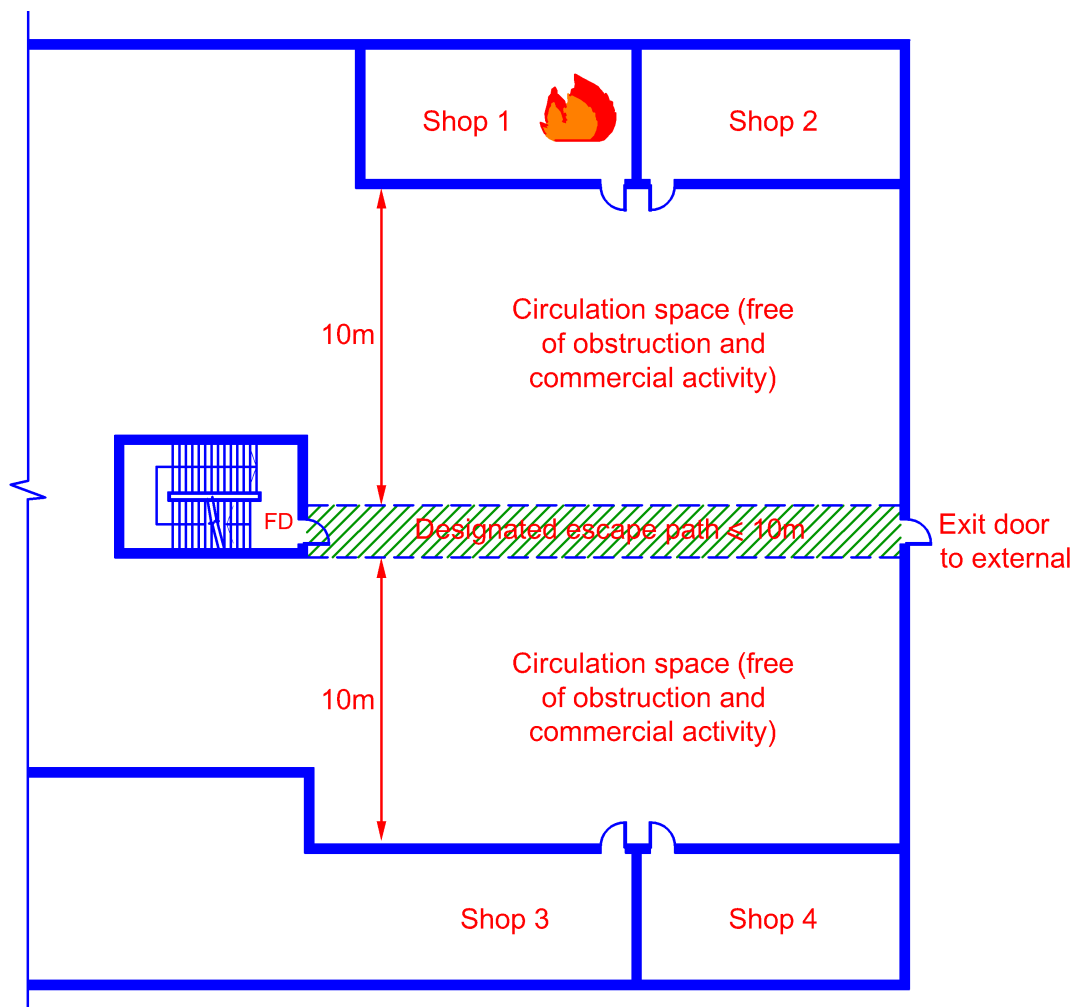 Shop 1
Shop 2
10m
Circulation space (free
of obstruction and
commercial activity)
FD
Designated escape path ⩽ 10m
Exit door
to external
10m
Circulation space (free
of obstruction and
commercial activity)
Shop 3
Shop 4